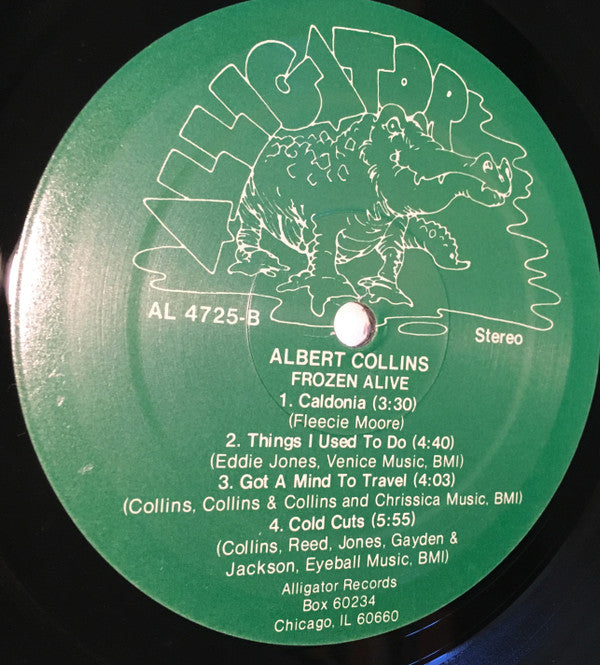 ALLIGATOR
AL 4725-B
Stereo
ALBERT COLLINS
FROZEN ALIVE
1. Caldonia (3:30)
(Fleecie Moore)
2. Things I Used To Do (4:40)
(Eddie Jones, Venice Music, BMI)
3. Got A Mind To Travel (4:03)
(Collins, Collins & Collins and Chrissica Music, BMI)
4. Cold Cuts (5:55)
(Collins, Reed, Jones, Gayden &
Jackson, Eyeball Music, BMI)
Alligator Records
Box 60234
Chicago, IL 60660